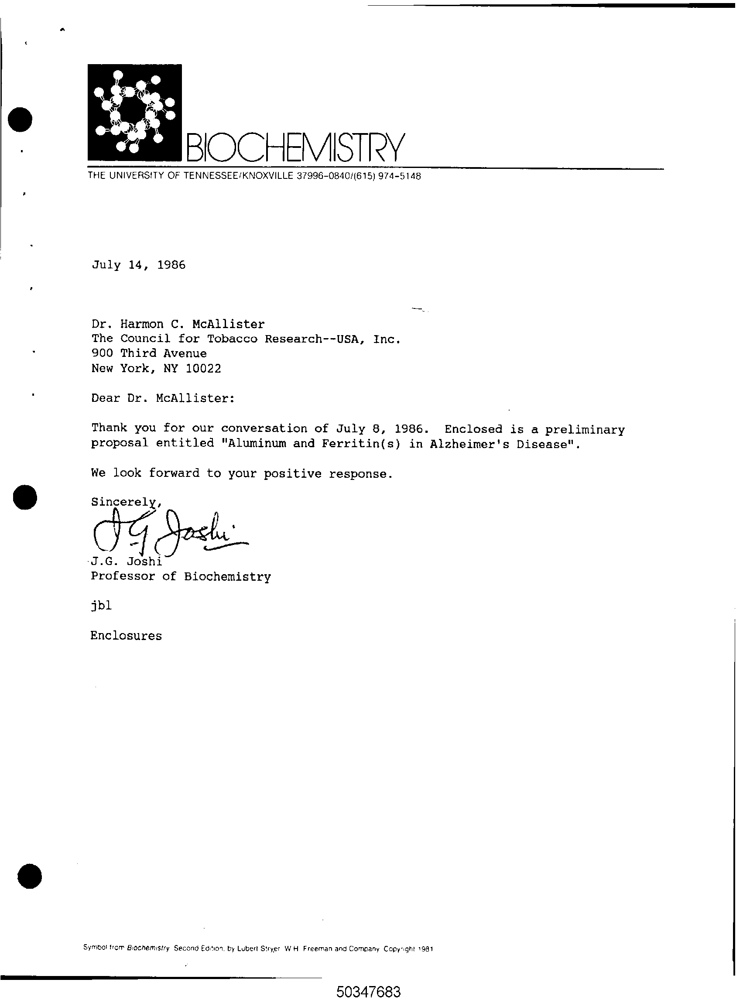 BIOCHEMISTRY
THE UNIVERSITY OF TENNESSEE/KNOXVILLE 37996-0840/(615) 974-5148
July 14, 1986
Dr. Harmon C. McAllister
The Council for Tobacco Research--USA, Inc.
900 Third Avenue
New York, NY 10022
Dear Dr. McAllister:
Thank you for our conversation of July 8, 1986. Enclosed is a preliminary
proposal entitled "Aluminum and Ferritin(s) in Alzheimer's Disease".
We look forward to your positive response.
Sincerely,
JG Joshi
J.G. Joshi
Professor of Biochemistry
jbl
Enclosures
Symbol from Biochemistry Second Edition, by Lubert Stryer W H Freeman and Company Copyright 1981
50347683